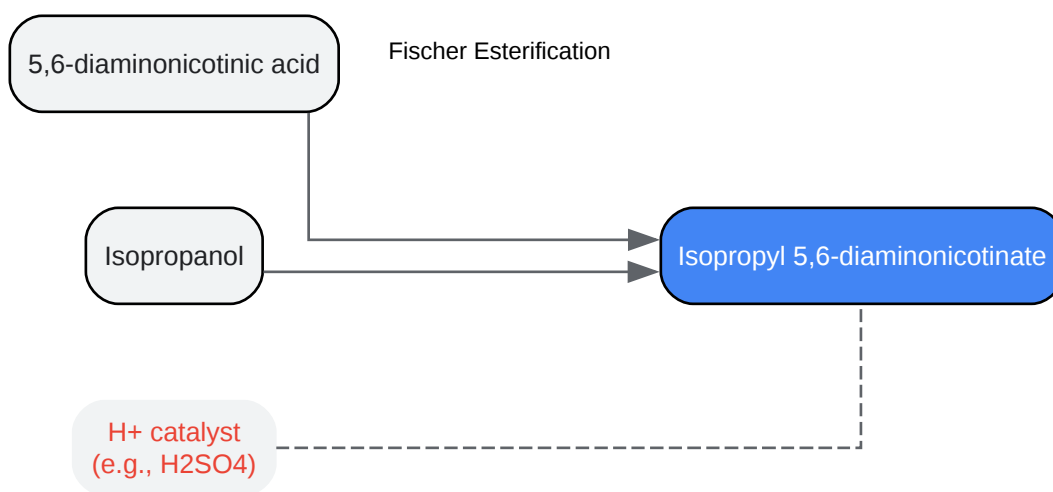 5,6-diaminonicotinic acid
Fischer Esterification
Isopropanol
Isopropyl 5,6-diaminonicotinate
H+ catalyst
(e.g., H2SO4)